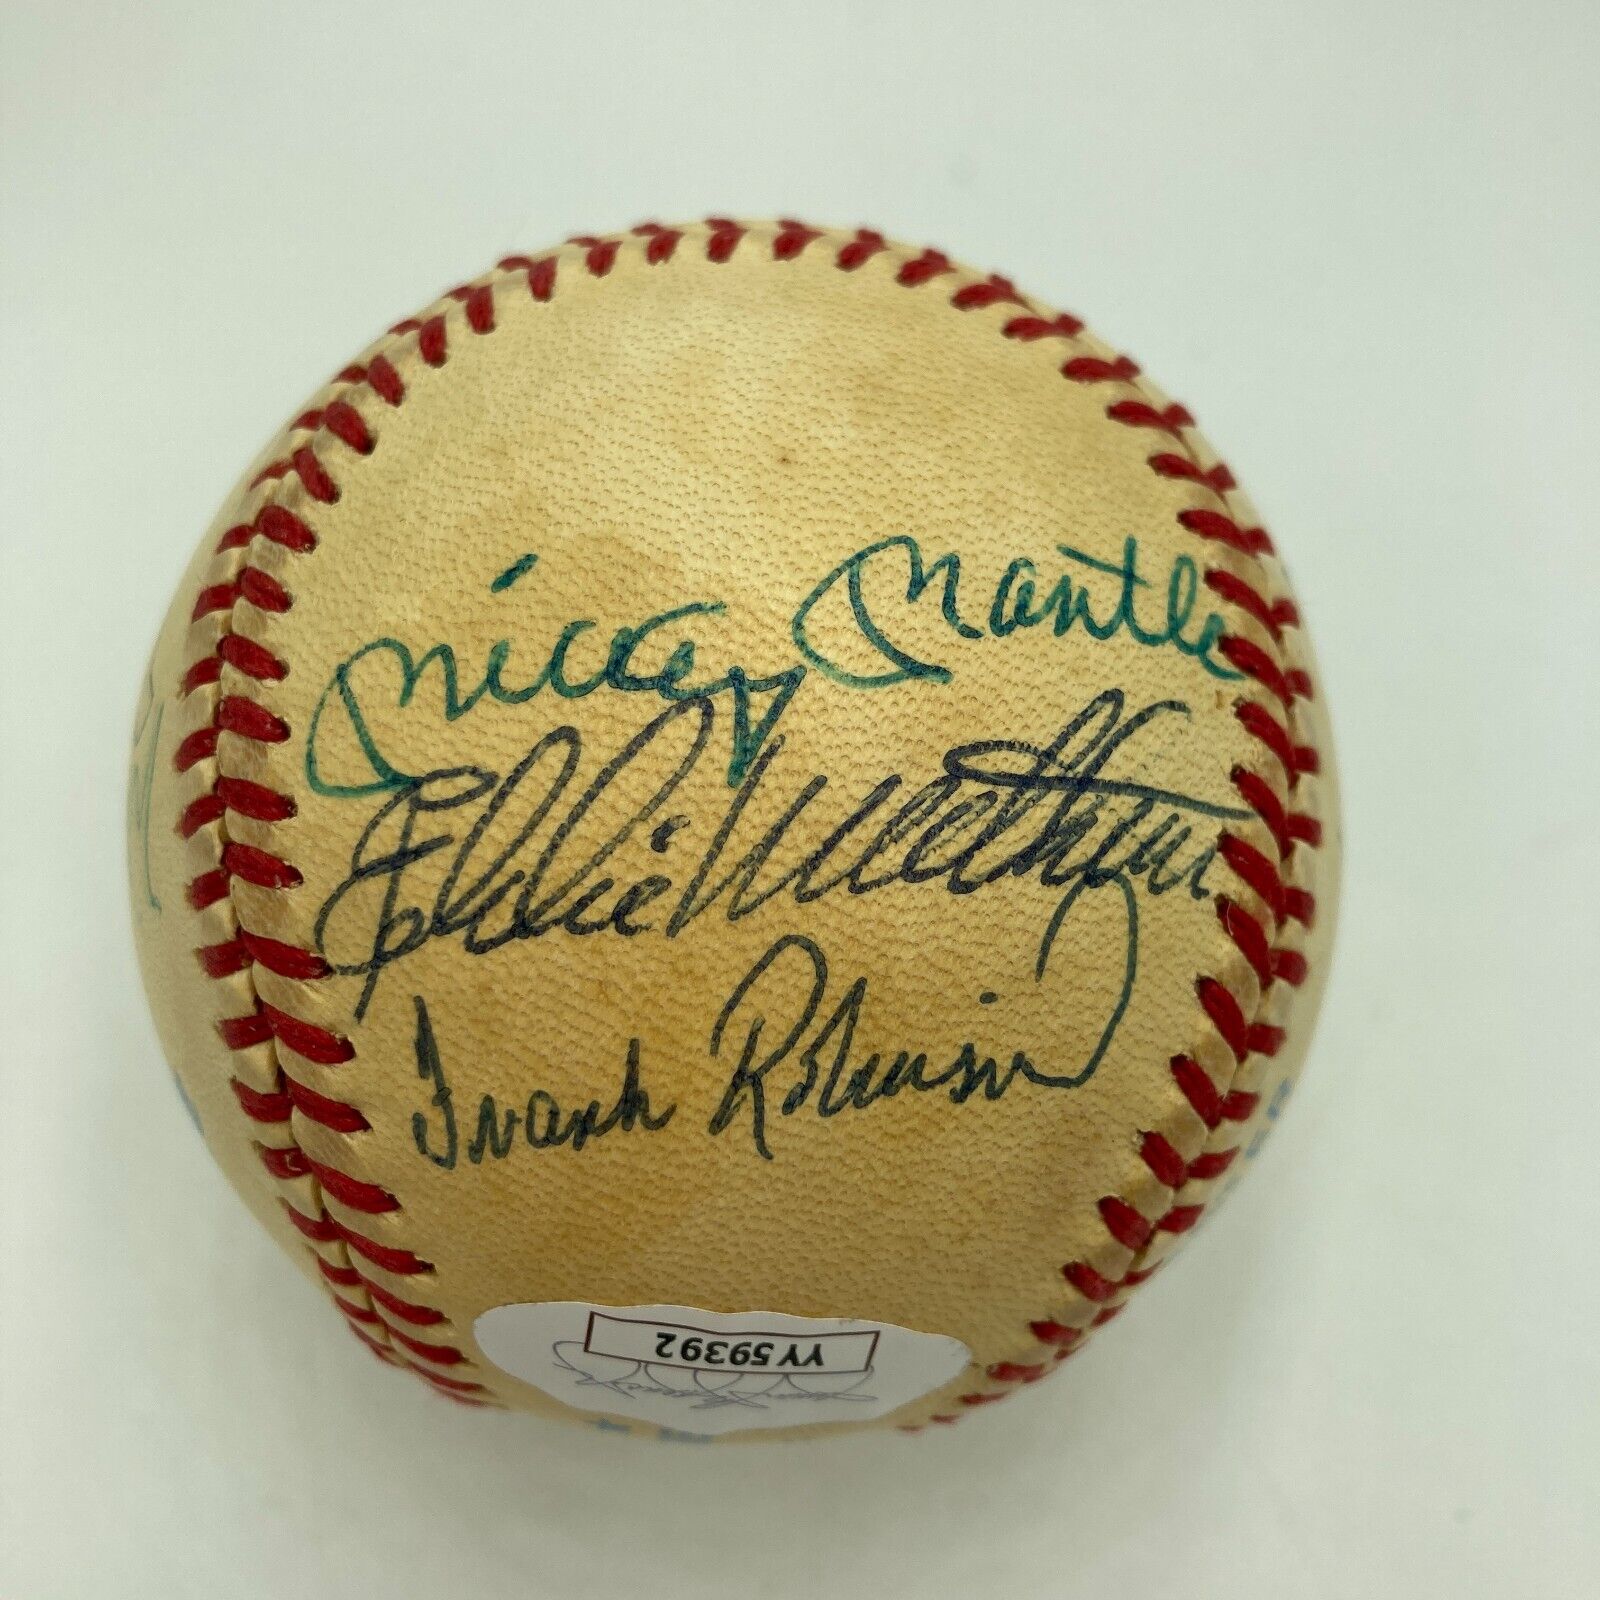 Mickey Mantle
Eddie Mathews
Frank Robinson
YY59392